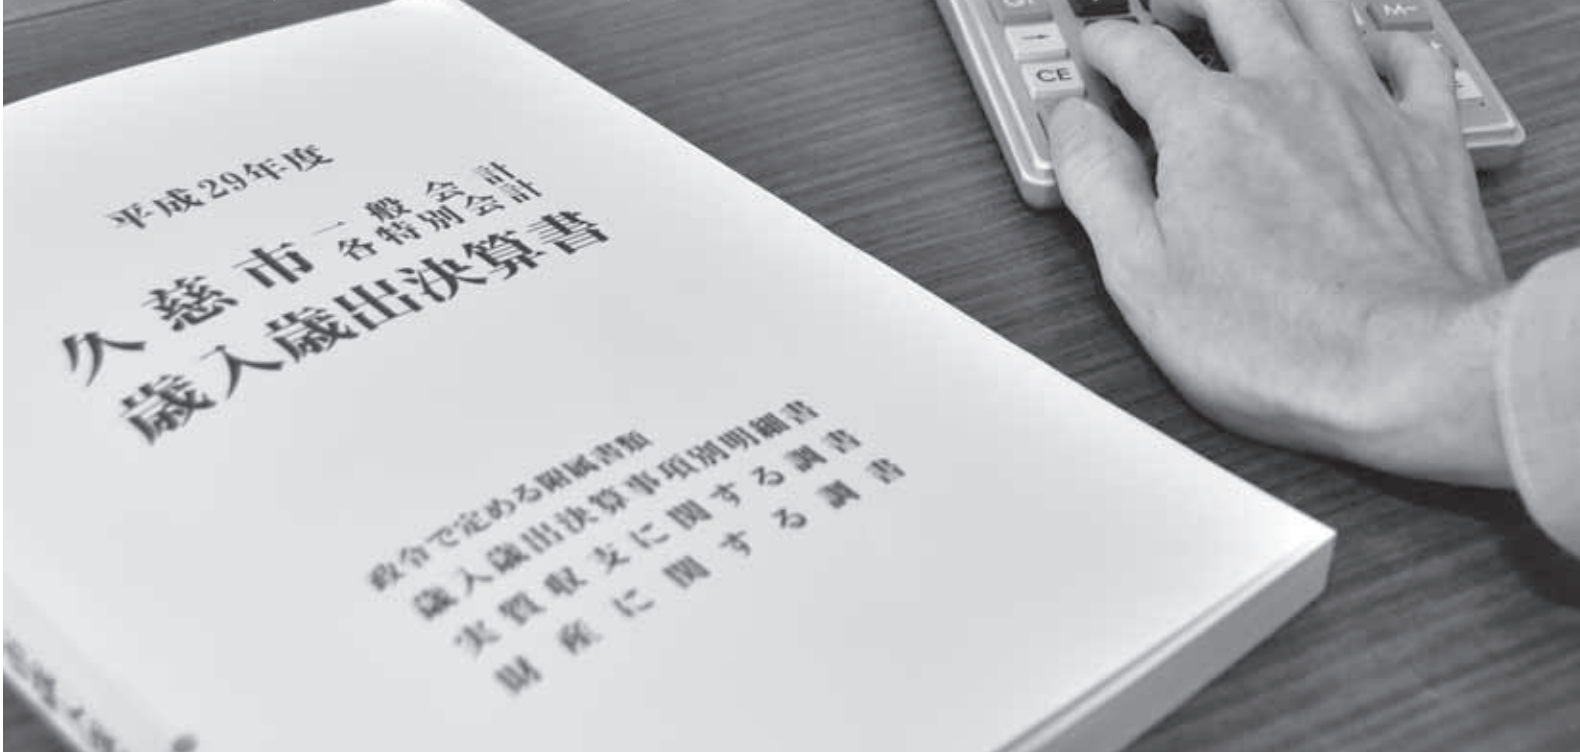 平成29年度
久慈市 一般会計
各特別会計
歳入歳出決算書
政令で定める附属書類
歳入歳出決算事項別明細書
実質収支に関する調書
財産に関する調書
→
CE
M−